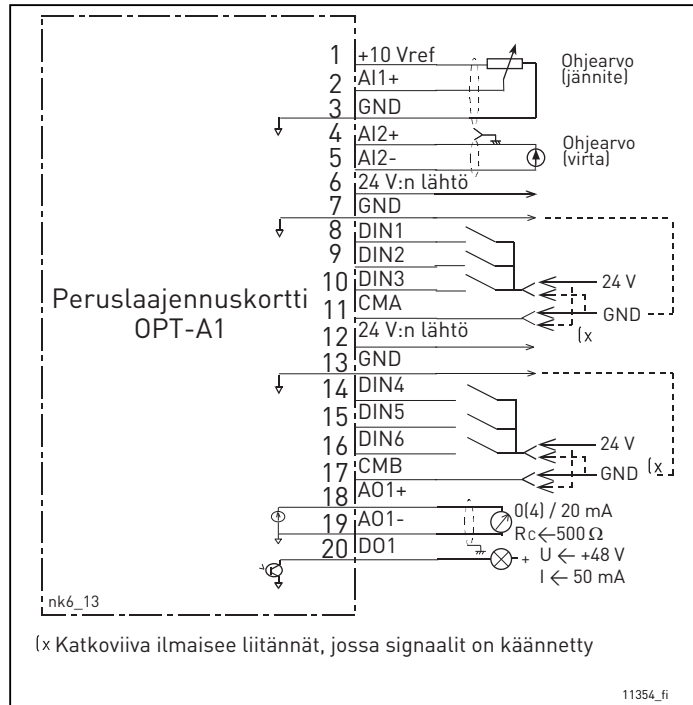 1 +10 Vref
2 AI1+
Ohjearvo
(jännite)
3 GND
4 AI2+
5 AI2-
Ohjearvo
(virta)
6 24 V:n lähtö
7 GND
8 DIN1
9 DIN2
10 DIN3
24 V
11 CMA
GND
(x
12 24 V:n lähtö
13 GND
14 DIN4
15 DIN5
16 DIN6
24 V
17 CMB
GND (x
18 AO1+
0(4) / 20 mA
19 AO1-
RC←500 Ω
20 DO1
+ U ← +48 V
I ← 50 mA
Peruslaajennuskortti
OPT-A1
nk6_13
(x Katkoviiva ilmaisee liitännät, jossa signaalit on käännetty
11354_fi